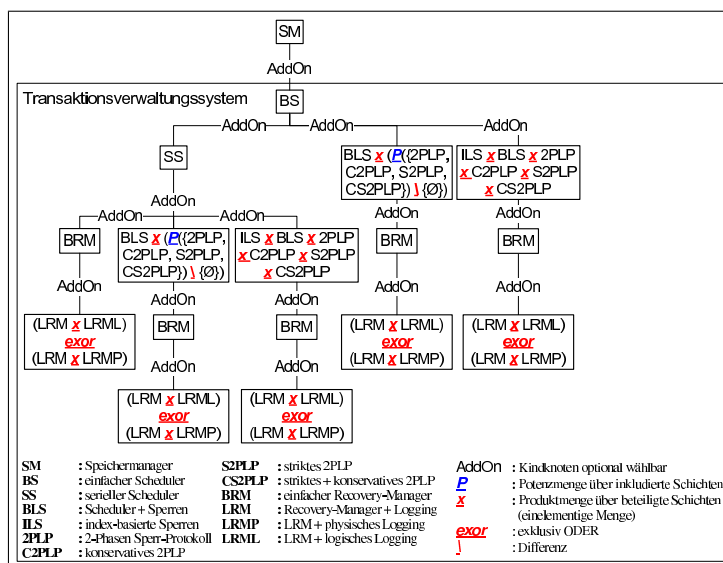 SM
AddOn
Transaktionsverwaltungssystem
BS
AddOn AddOn AddOn AddOn
SS
BLS x (P({2PLP,
C2PLP, S2PLP,
CS2PLP}) \ {Ø})
ILS x BLS x 2PLP
x C2PLP x S2PLP
x CS2PLP
AddOn
AddOn AddOn AddOn AddOn AddOn
BRM
BLS x (P({2PLP,
C2PLP, S2PLP,
CS2PLP}) \ {Ø})
ILS x BLS x 2PLP
x C2PLP x S2PLP
x CS2PLP
BRM
BRM
AddOn AddOn AddOn AddOn AddOn
(LRM x LRML)
exor
(LRM x LRMP)
BRM
BRM
(LRM x LRML)
exor
(LRM x LRMP)
(LRM x LRML)
exor
(LRM x LRMP)
AddOn AddOn
(LRM x LRML)
exor
(LRM x LRMP)
(LRM x LRML)
exor
(LRM x LRMP)
SM : Speichermanager
BS : einfacher Scheduler
SS : serieller Scheduler
BLS : Scheduler + Sperren
ILS : index-basierte Sperren
2PLP : 2-Phasen Sperr-Protokoll
C2PLP : konservatives 2PLP
S2PLP : striktes 2PLP
CS2PLP : striktes + konservatives 2PLP
BRM : einfacher Recovery-Manager
LRM : Recovery-Manager + Logging
LRMP : LRM + physisches Logging
LRML : LRM + logisches Logging
AddOn : Kindknoten optional wählbar
P : Potenzmenge über inkludierte Schichten
x : Produktmenge über beteiligte Schichten
(einelementige Menge)
exor : exklusiv ODER
\ : Differenz